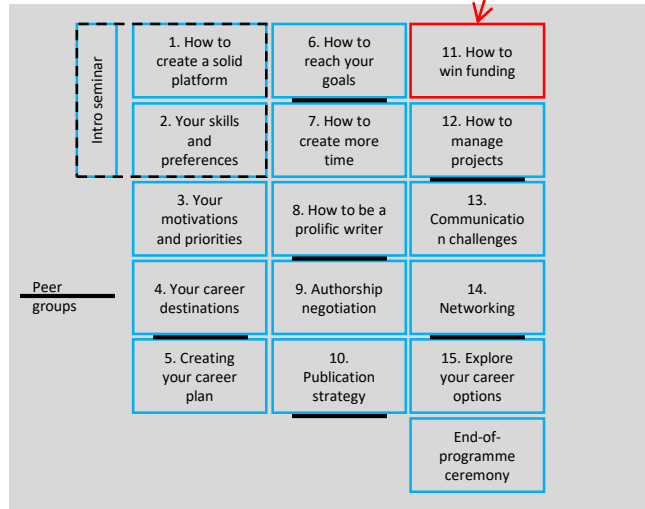 Intro seminar
1. How to
create a solid
platform
2. Your skills
and
preferences
3. Your
motivations
and priorities
4. Your career
destinations
5. Creating
your career
plan
Peer
groups
6. How to
reach your
goals
7. How to
create more
time
8. How to be a
prolific writer
9. Authorship
negotiation
10.
Publication
strategy
11. How to
win funding
12. How to
manage
projects
13.
Communicatio
n challenges
14.
Networking
15. Explore
your career
options
End-of-
programme
ceremony